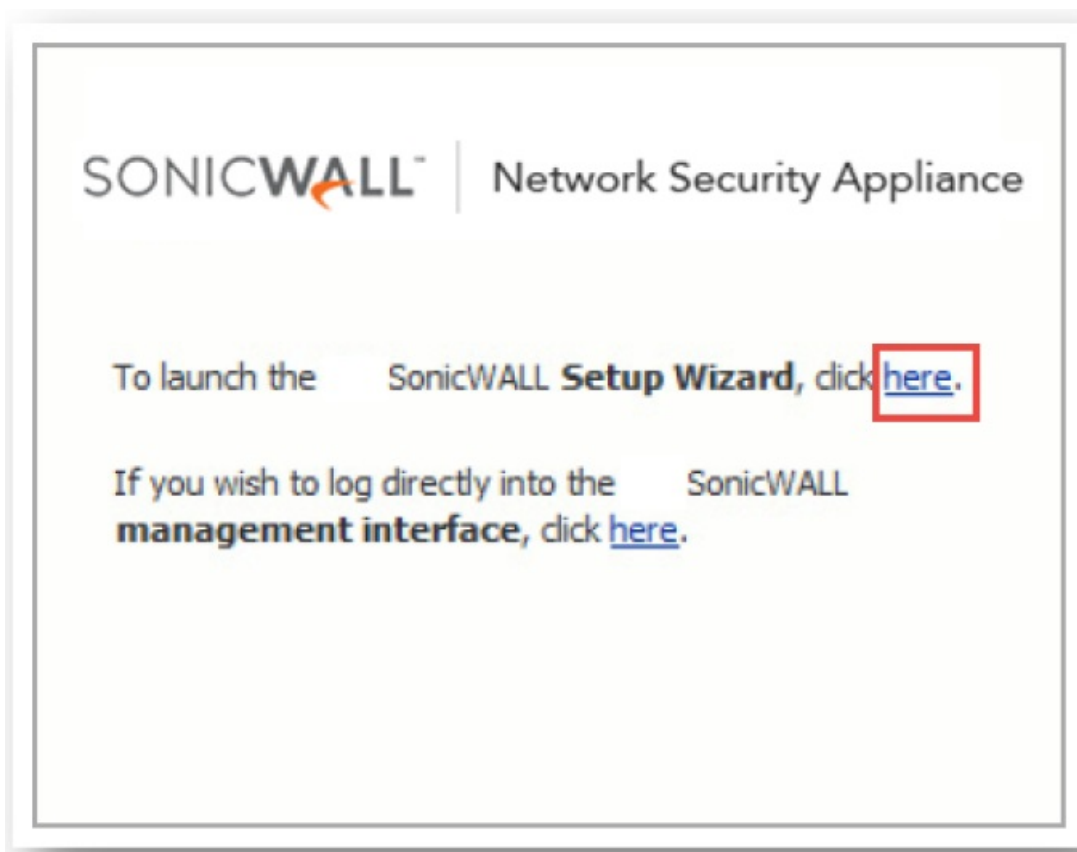 SONICWALL™ | Network Security Appliance
To launch the SonicWALL Setup Wizard, click here.
If you wish to log directly into the SonicWALL
management interface, click here.